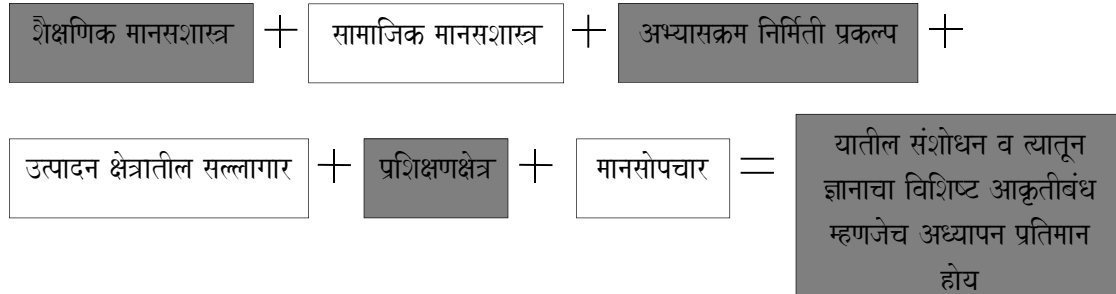 शैक्षणिक मानसशास्त्र + सामाजिक मानसशास्त्र + अभ्यासक्रम निर्मिती प्रकल्प +
उत्पादन क्षेत्रातील सल्लागार + प्रशिक्षणक्षेत्र + मानसोपचार =
यातील संशोधन व त्यातून
ज्ञानाचा विशिष्ट आकृतीबंध
म्हणजेच अध्यापन प्रतिमान
होय